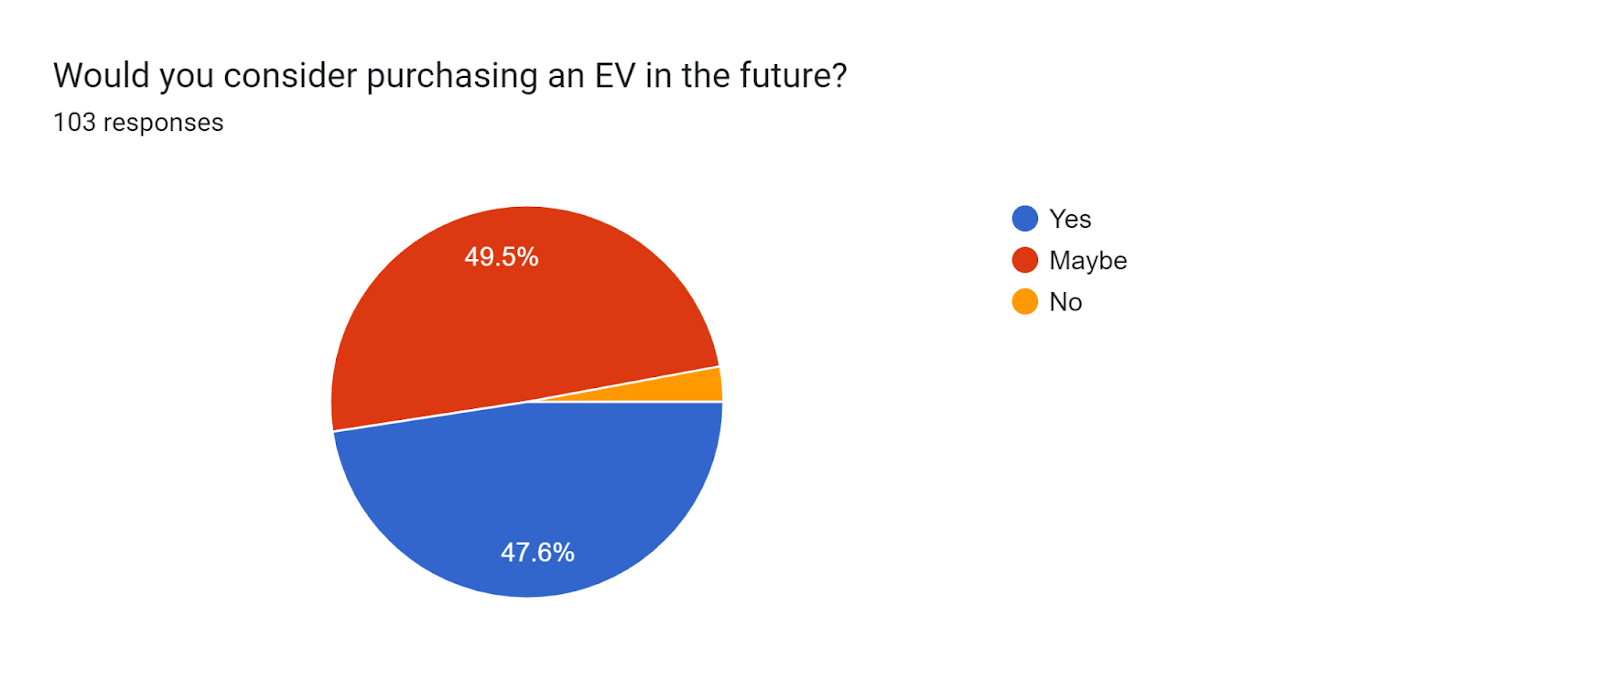 Would you consider purchasing an EV in the future?
103 responses
Yes
Maybe
No
49.5%
47.6%